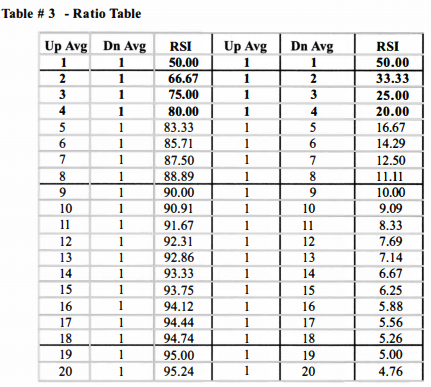 Table # 3 - Ratio Table
Up Avg Dn Avg RSI Up Avg Dn Avg RSI
1 1 50.00 1 1 50.00
2 1 66.67 1 2 33.33
3 1 75.00 1 3 25.00
4 1 80.00 1 4 20.00
5 1 83.33 1 5 16.67
6 1 85.71 1 6 14.29
7 1 87.50 1 7 12.50
8 1 88.89 1 8 11.11
9 1 90.00 1 9 10.00
10 1 90.91 1 10 9.09
11 1 91.67 1 11 8.33
12 1 92.31 1 12 7.69
13 1 92.86 1 13 7.14
14 1 93.33 1 14 6.67
15 1 93.75 1 15 6.25
16 1 94.12 1 16 5.88
17 1 94.44 1 17 5.56
18 1 94.74 1 18 5.26
19 1 95.00 1 19 5.00
20 1 95.24 1 20 4.76